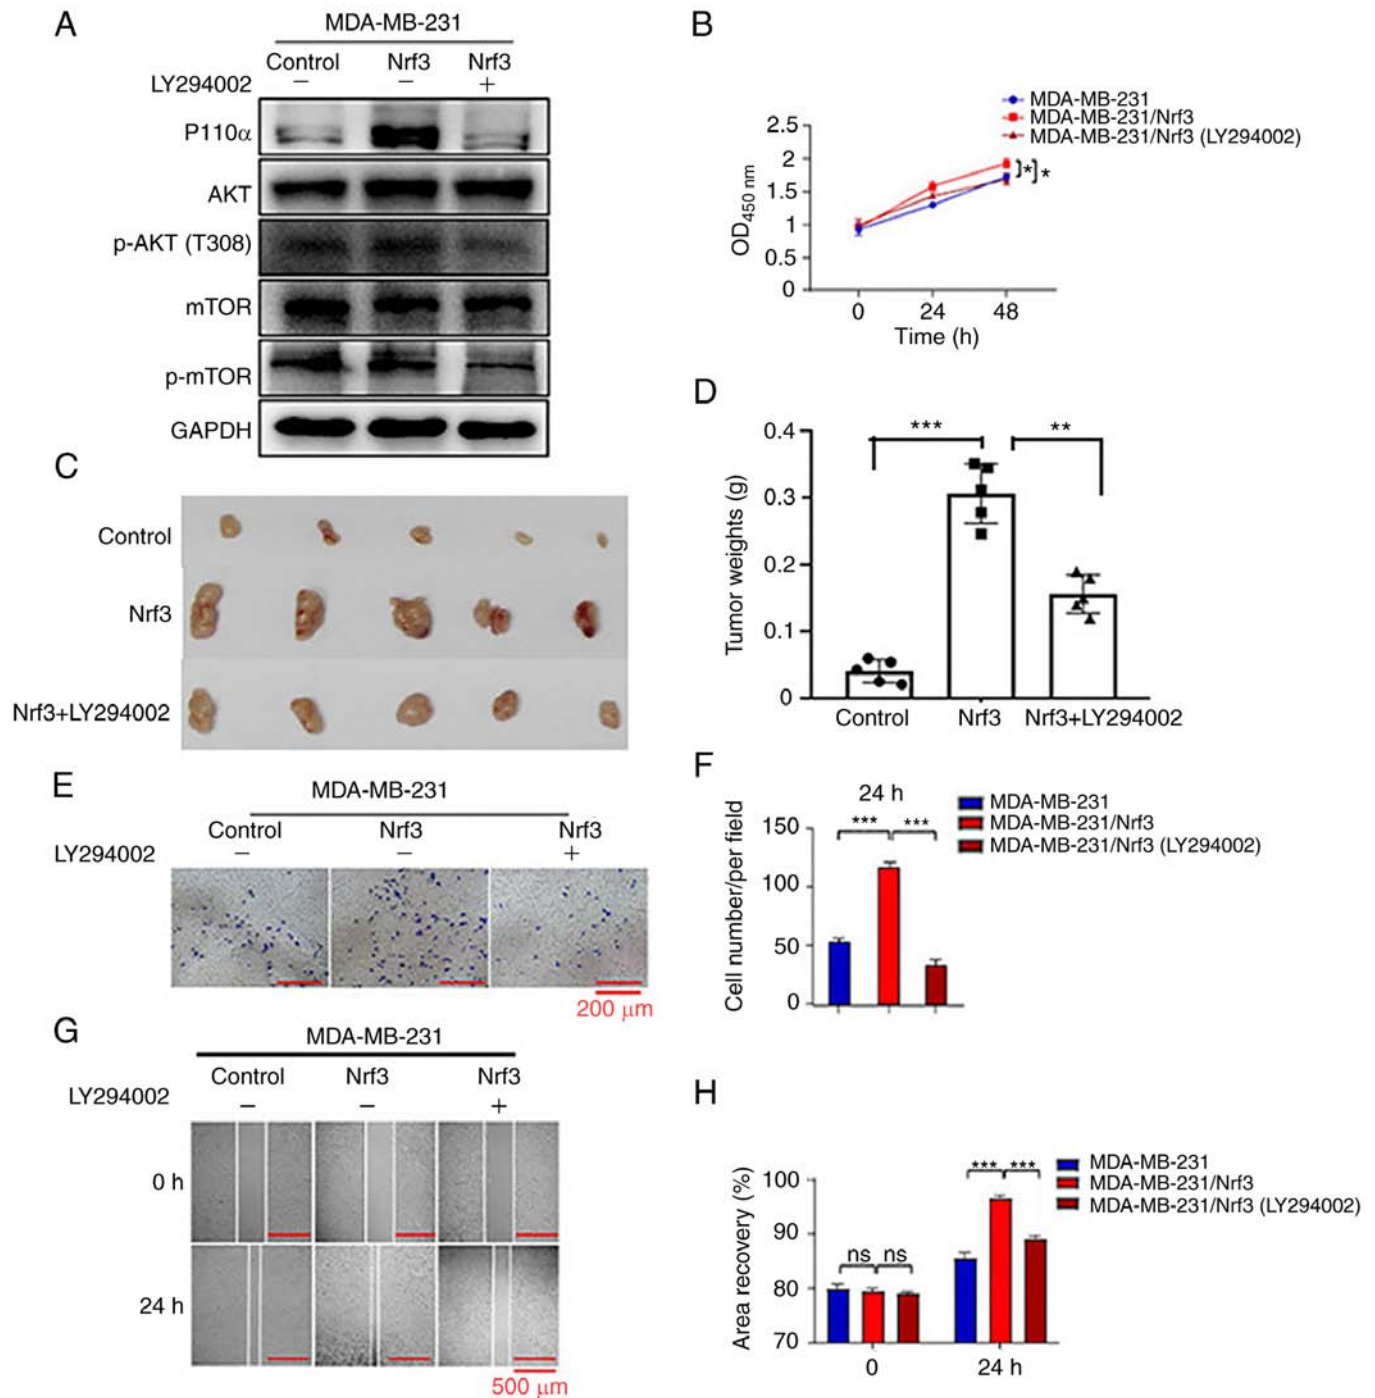 A
MDA-MB-231
Control Nrf3 Nrf3
LY294002 − − +
P110α
AKT
p-AKT (T308)
mTOR
p-mTOR
GAPDH
B
MDA-MB-231
MDA-MB-231/Nrf3
MDA-MB-231/Nrf3 (LY294002)
2.5
2
1.5
1
0.5
0
OD450 nm
* *
0 24 48
Time (h)
C
Control
Nrf3
Nrf3+LY294002
D
0.4
0.3
0.2
0.1
0
Tumor weights (g)
*** **
Control Nrf3 Nrf3+LY294002
E
MDA-MB-231
Control Nrf3 Nrf3
LY294002 − − +
200 µm
F
24 h
MDA-MB-231
MDA-MB-231/Nrf3
MDA-MB-231/Nrf3 (LY294002)
150
100
50
0
Cell number/per field
*** ***
G
MDA-MB-231
Control Nrf3 Nrf3
LY294002 − − +
0 h
24 h
500 µm
H
MDA-MB-231
MDA-MB-231/Nrf3
MDA-MB-231/Nrf3 (LY294002)
100
90
80
70
Area recovery (%)
ns ns
*** ***
0 24 h